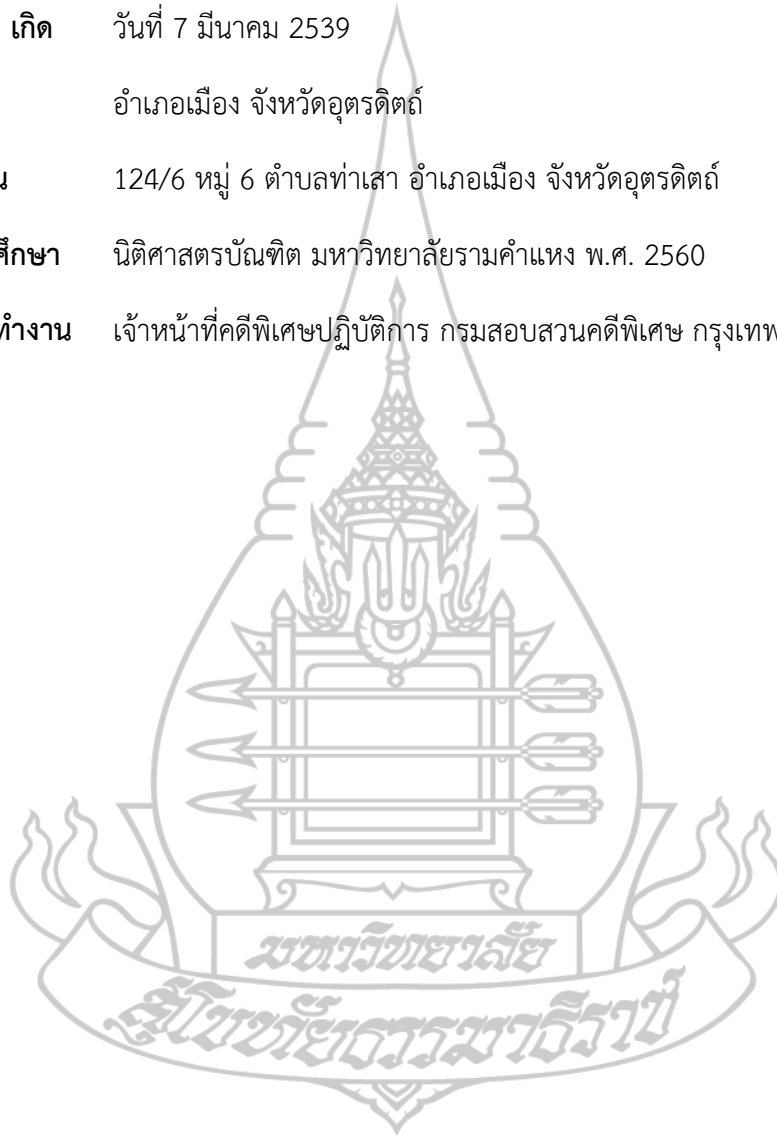 เกิด วันที่ 7 มีนาคม 2539
อำเภอเมือง จังหวัดอุตรดิตถ์
124/6 หมู่ 6 ตำบลท่าเสา อำเภอเมือง จังหวัดอุตรดิตถ์
ศึกษา นิติศาสตรบัณฑิต มหาวิทยาลัยรามคำแหง พ.ศ. 2560
ทำงาน เจ้าหน้าที่คดีพิเศษปฏิบัติการ กรมสอบสวนคดีพิเศษ กรุงเทพ
มหาวิทยาลัย
สุโขทัยธรรมาธิราช